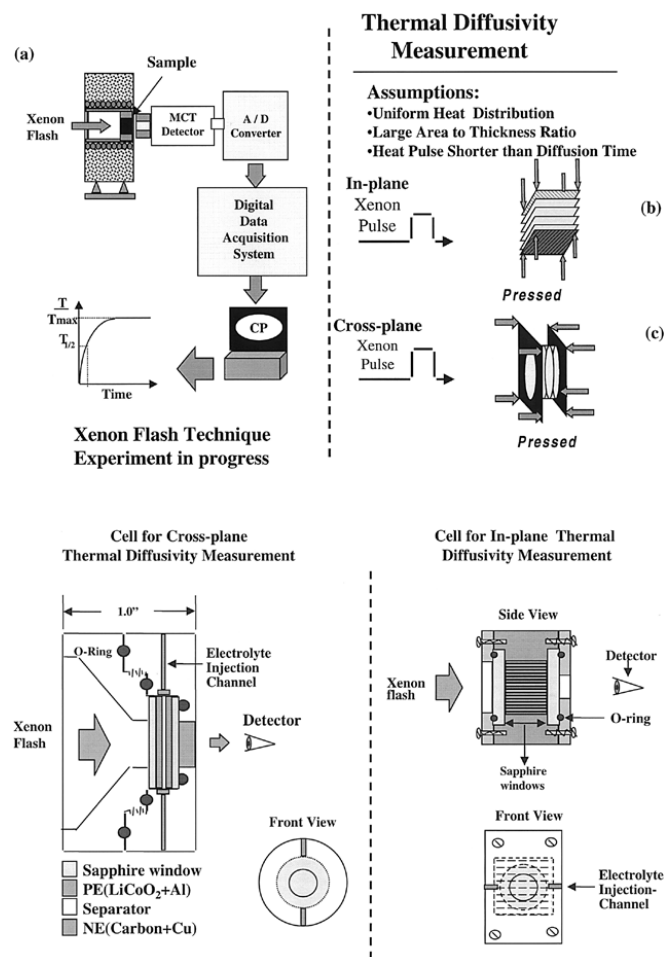 (a)
Sample
Xenon
Flash
MCT
Detector
A / D
Converter
Digital
Data
Acquisition
System
CP
T
Tmax
T1/2
Time
Xenon Flash Technique
Experiment in progress
Thermal Diffusivity
Measurement
Assumptions:
•Uniform Heat Distribution
•Large Area to Thickness Ratio
•Heat Pulse Shorter than Diffusion Time
In-plane
Xenon
Pulse
(b)
Pressed
Cross-plane
(c)
Xenon
Pulse
Pressed
Cell for Cross-plane
Thermal Diffusivity Measurement
1.0”
O-Ring
Electrolyte
Injection
Channel
Xenon
Flash
Detector
Front View
Sapphire window
PE(LiCoO₂+Al)
Separator
NE(Carbon+Cu)
Cell for In-plane Thermal
Diffusivity Measurement
Side View
Xenon
flash
Detector
O-ring
Sapphire
windows
Front View
Electrolyte
Injection-
Channel